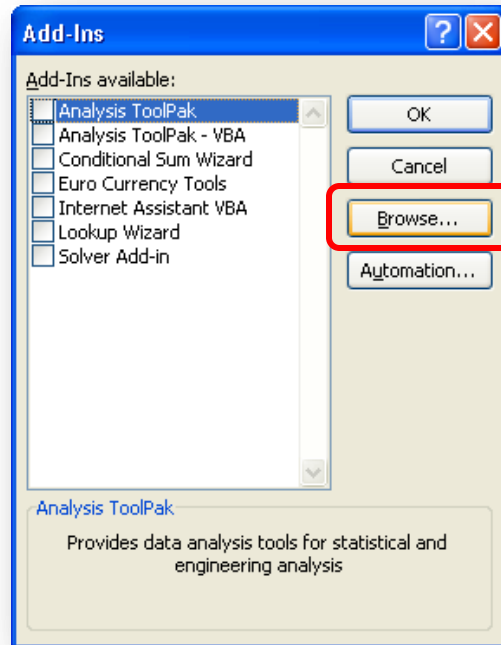 Add-Ins
Add-Ins available:
Analysis ToolPak
Analysis ToolPak - VBA
Conditional Sum Wizard
Euro Currency Tools
Internet Assistant VBA
Lookup Wizard
Solver Add-in
OK
Cancel
Browse...
Automation...
Analysis ToolPak
Provides data analysis tools for statistical and
engineering analysis